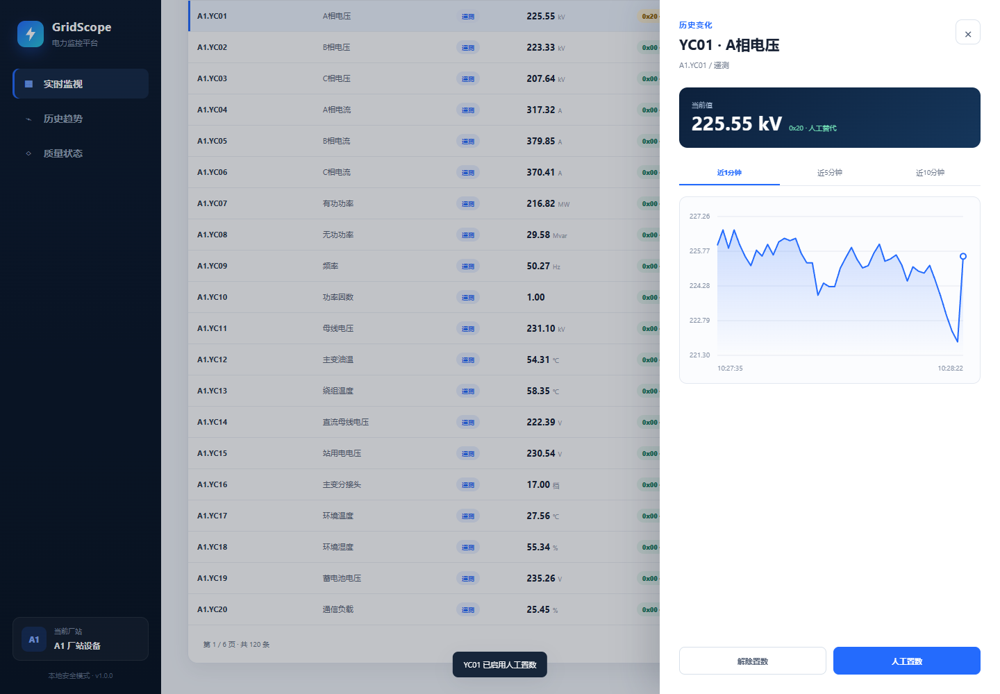 GridScope
电力监控平台
实时监视
历史趋势
质量状态
当前厂站
A1
A1 厂站设备
本地安全模式 · v1.0.0
A1.YC01 A相电压 遥测 225.55 kV 0x20
A1.YC02 B相电压 遥测 223.33 kV 0x00
A1.YC03 C相电压 遥测 207.64 kV 0x00
A1.YC04 A相电流 遥测 317.32 A 0x00
A1.YC05 B相电流 遥测 379.85 A 0x00
A1.YC06 C相电流 遥测 370.41 A 0x00
A1.YC07 有功功率 遥测 216.82 MW 0x00
A1.YC08 无功功率 遥测 29.58 Mvar 0x00
A1.YC09 频率 遥测 50.27 Hz 0x00
A1.YC10 功率因数 遥测 1.00 0x00
A1.YC11 母线电压 遥测 231.10 kV 0x00
A1.YC12 主变油温 遥测 54.31 ℃ 0x00
A1.YC13 绕组温度 遥测 58.35 ℃ 0x00
A1.YC14 直流母线电压 遥测 222.39 V 0x00
A1.YC15 站用电电压 遥测 230.54 V 0x00
A1.YC16 主变分接头 遥测 17.00 档 0x00
A1.YC17 环境温度 遥测 27.56 ℃ 0x00
A1.YC18 环境湿度 遥测 55.34 % 0x00
A1.YC19 蓄电池电压 遥测 235.26 V 0x00
A1.YC20 通信负载 遥测 25.45 % 0x00
第 1 / 6 页 · 共 120 条
YC01 已启用人工置数
历史变化
YC01 · A相电压
A1.YC01 / 遥测
×
当前值
225.55 kV 0x20 · 人工替代
近1分钟 近5分钟 近10分钟
227.26
225.77
224.28
222.79
221.30
10:27:35 10:28:22
解除置数 人工置数